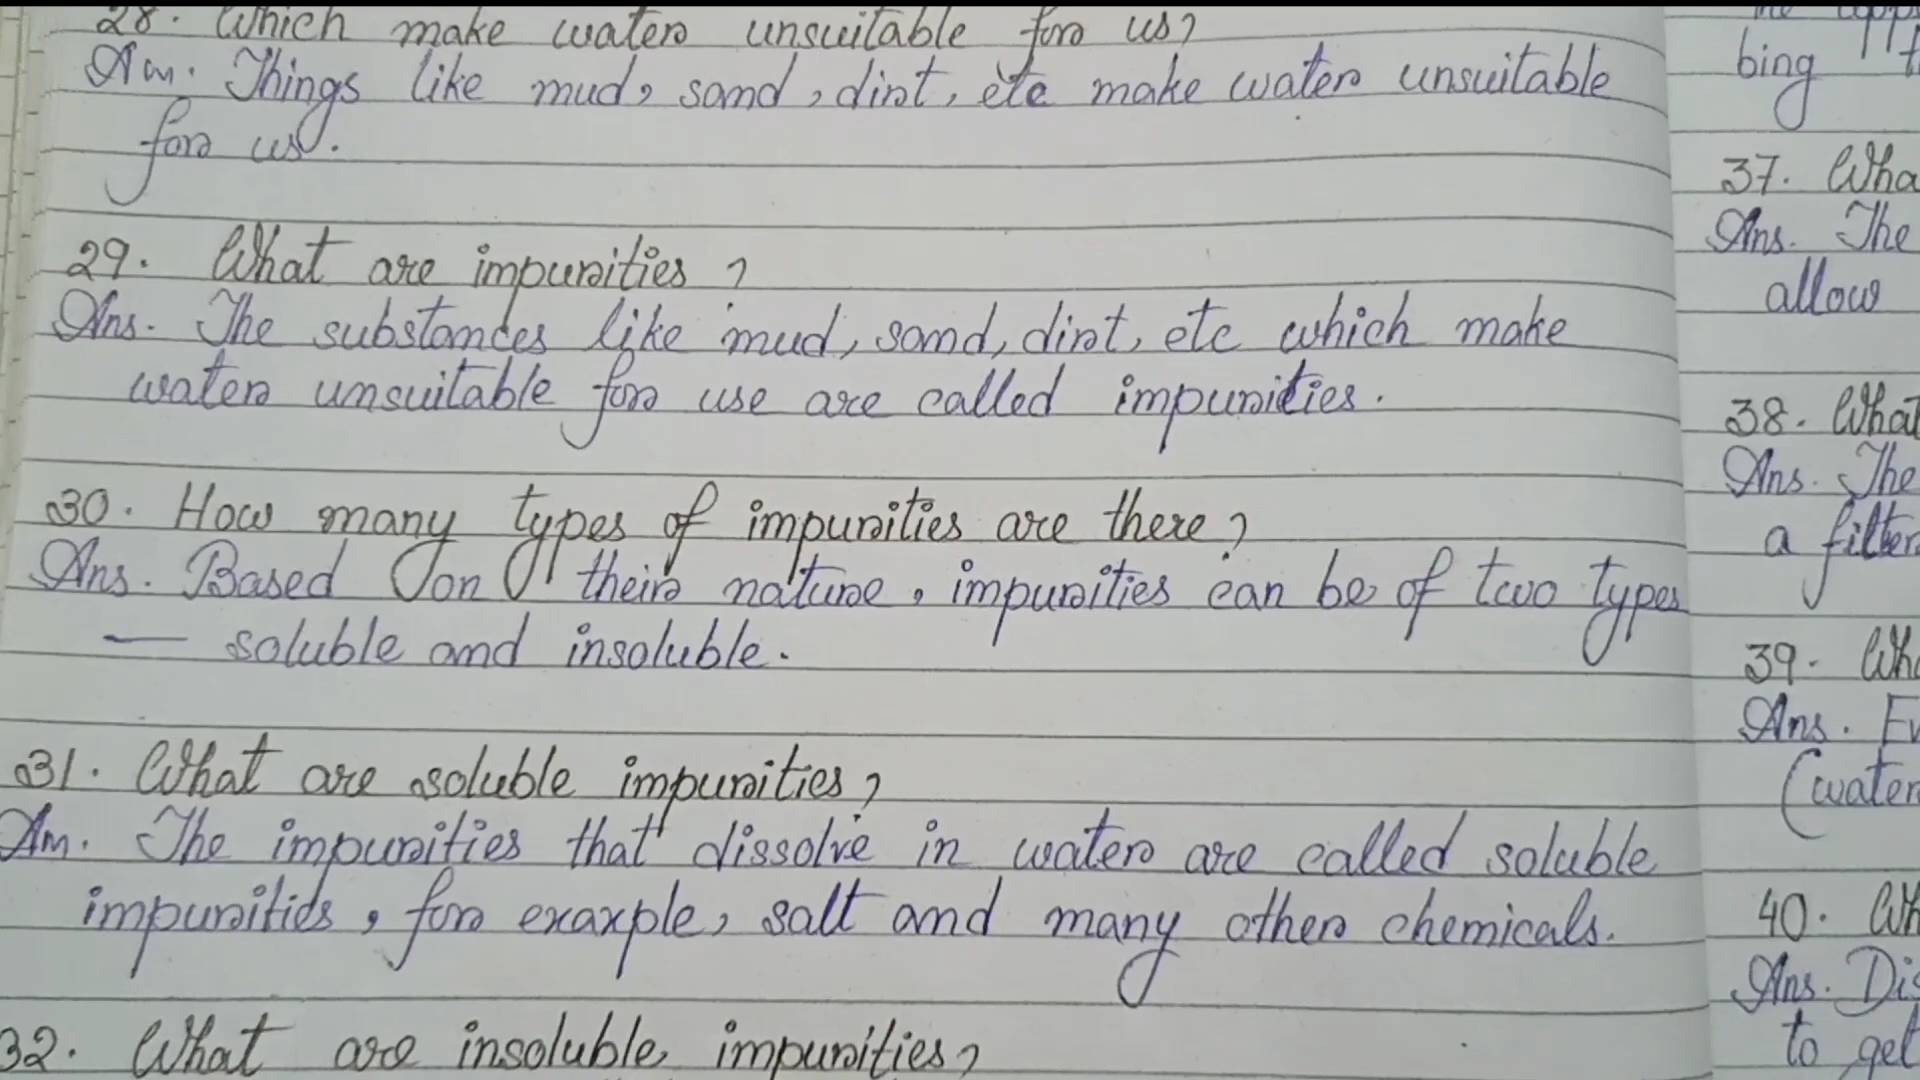 28. Which make water unsuitable for us?
Ans. Things like mud, sand, dirt, etc make water unsuitable
for us.
29. What are impurities?
Ans. The substances like mud, sand, dirt, etc which make
water unsuitable for use are called impurities.
30. How many types of impurities are there?
Ans. Based on their nature, impurities can be of two types
— soluble and insoluble.
31. What are soluble impurities?
Ans. The impurities that dissolve in water are called soluble
impurities, for example, salt and many other chemicals.
32. What are insoluble impurities?
bing
37. Wha
Ans. The
allow
38. What
Ans. The
a filter
39. Wh
Ans. Ev
(water
40. Wh
Ans. Dis
to get